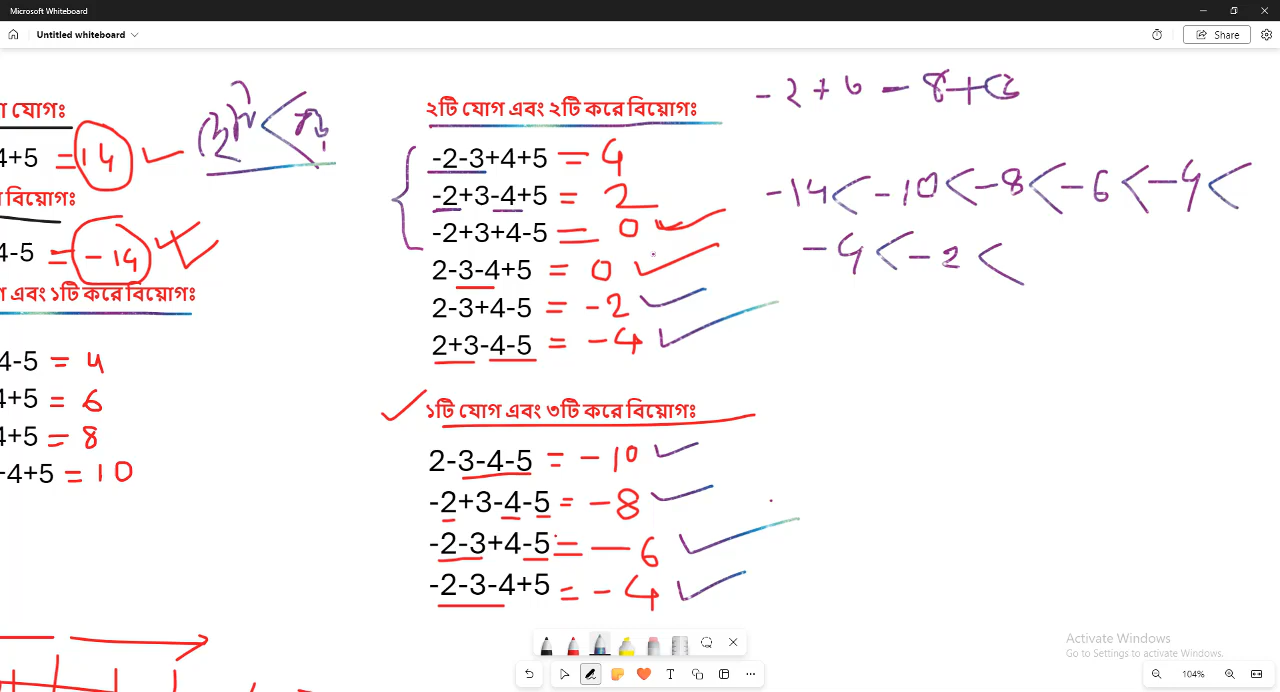 Microsoft Whiteboard
Untitled whiteboard
Share
যোগঃ
4+5 = 14
বিয়োগঃ
4-5 = -14
এবং ১টি করে বিয়োগঃ
4-5 = 4
4+5 = 6
4+5 = 8
-4+5 = 10
২টি যোগ এবং ২টি করে বিয়োগঃ
-2-3+4+5 = 4
-2+3-4+5 = 2
-2+3+4-5 = 0
2-3-4+5 = 0
2-3+4-5 = -2
2+3-4-5 = -4
১টি যোগ এবং ৩টি করে বিয়োগঃ
2-3-4-5 = -10
-2+3-4-5 = -8
-2-3+4-5 = -6
-2-3-4+5 = -4
-2+6-8+
-14<-10<-8<-6<-4<
-4<-2<
Activate Windows
Go to Settings to activate Windows.
104%